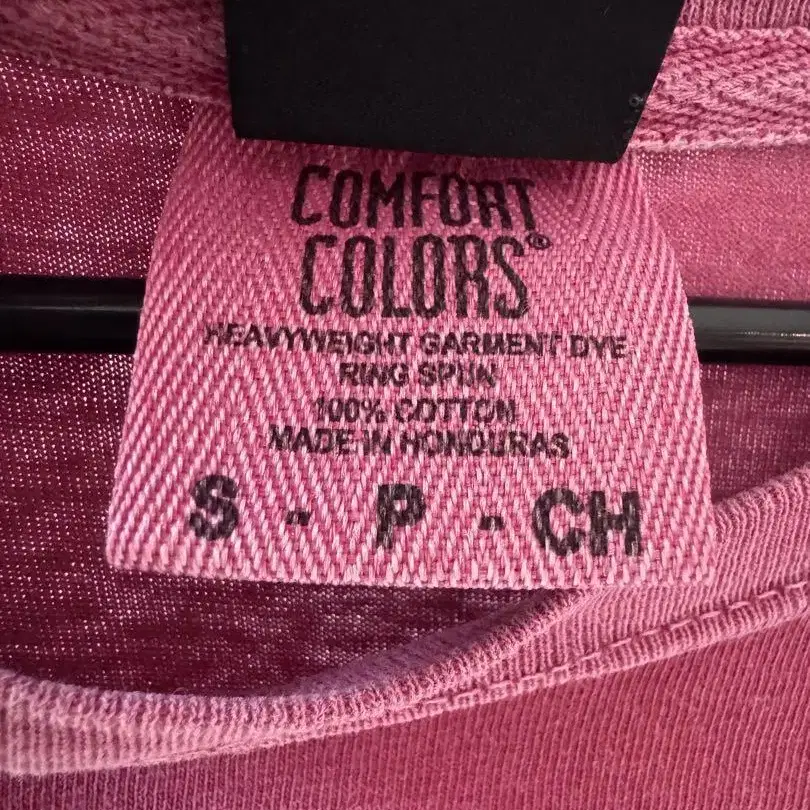 COMFORT
COLORS®
HEAVYWEIGHT GARMENT DYE
RING SPUN
100% COTTON
MADE IN HONDURAS
S - P - CH